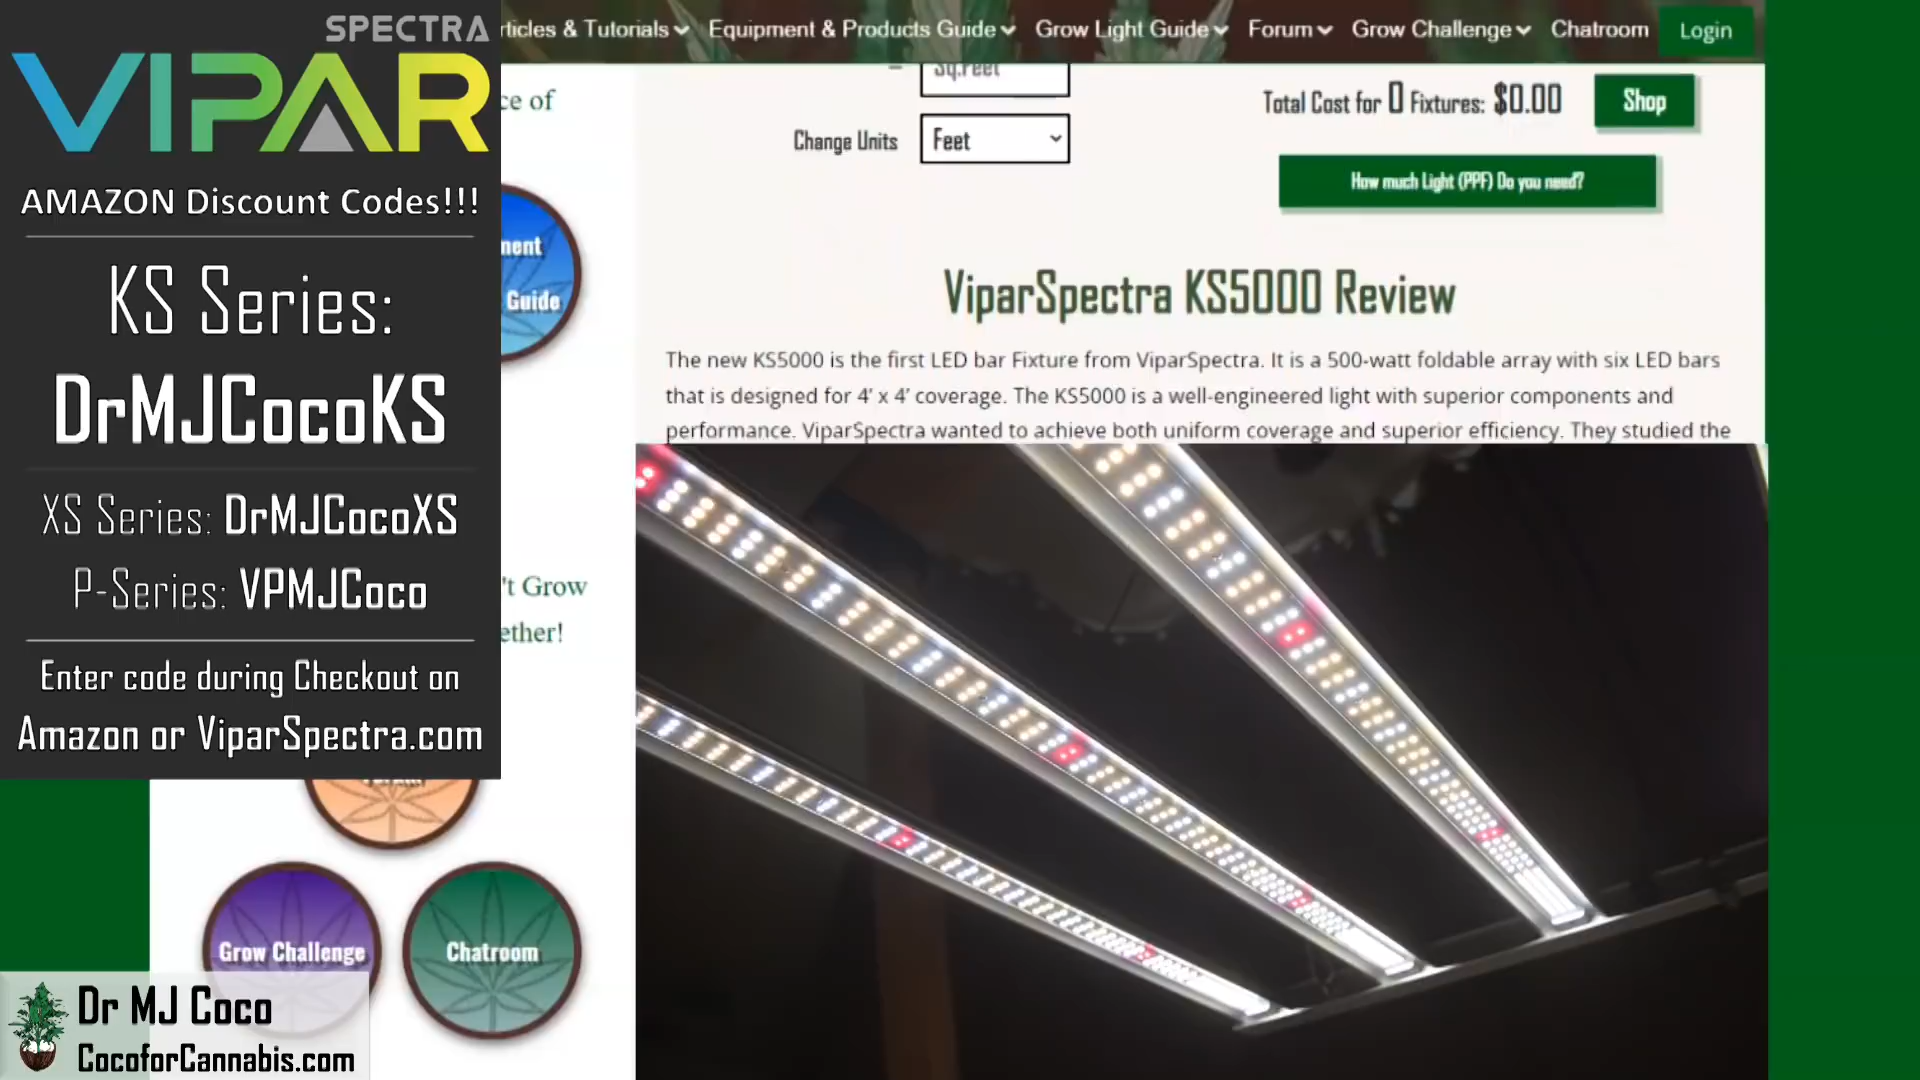 SPECTRA
VIPAR
AMAZON Discount Codes!!!
KS Series:
DrMJCocoKS
XS Series: DrMJCocoXS
P-Series: VPMJCoco
Enter code during Checkout on
Amazon or ViparSpectra.com
rticles & Tutorials
Equipment & Products Guide
Grow Light Guide
Forum
Grow Challenge
Chatroom
Login
ce of
Sq.Feet
Total Cost for 0 Fixtures: $0.00
Shop
Change Units
Feet
How much Light (PPF) Do you need?
ment
Guide
ViparSpectra KS5000 Review
The new KS5000 is the first LED bar Fixture from ViparSpectra. It is a 500-watt foldable array with six LED bars
that is designed for 4' x 4' coverage. The KS5000 is a well-engineered light with superior components and
performance. ViparSpectra wanted to achieve both uniform coverage and superior efficiency. They studied the
't Grow
ether!
Grow Challenge
Chatroom
Dr MJ Coco
CocoforCannabis.com